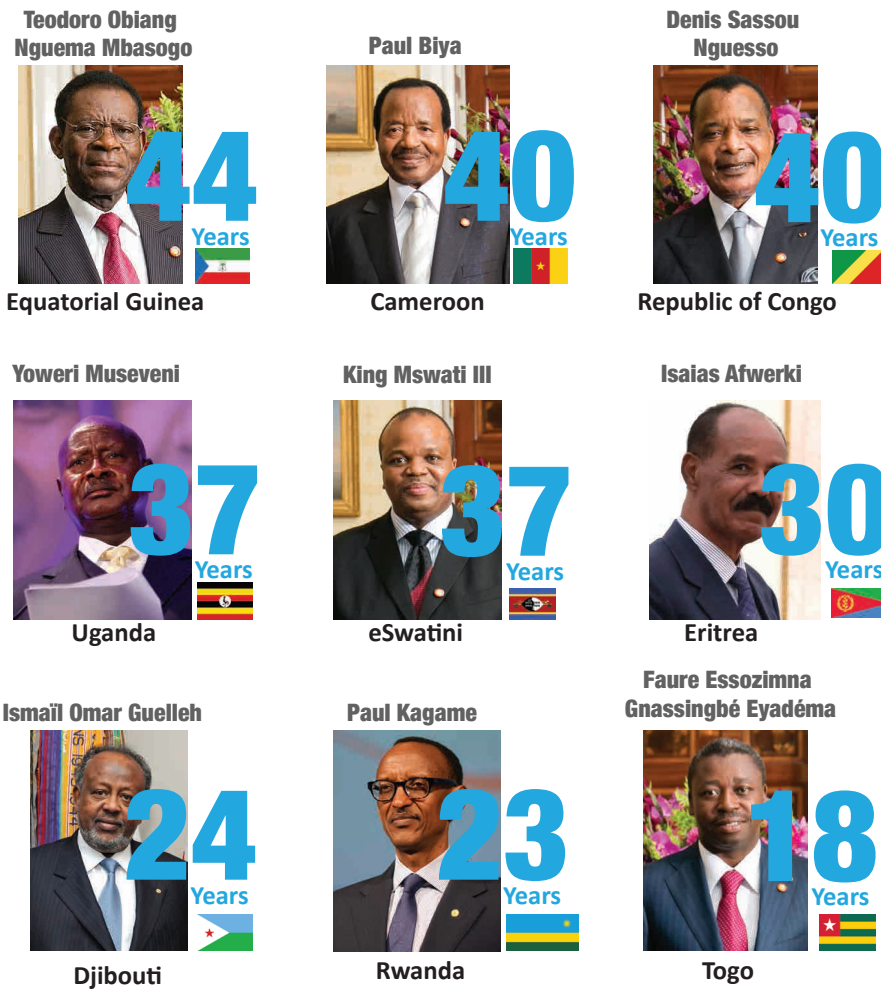 Teodoro Obiang
Nguema Mbasogo
44
Years
Equatorial Guinea
Paul Biya
40
Years
Cameroon
Denis Sassou
Nguesso
40
Years
Republic of Congo
Yoweri Museveni
37
Years
Uganda
King Mswati III
37
Years
eSwatini
Isaias Afwerki
30
Years
Eritrea
Ismaïl Omar Guelleh
24
Years
Djibouti
Paul Kagame
23
Years
Rwanda
Faure Essozimna
Gnassingbé Eyadéma
18
Years
Togo